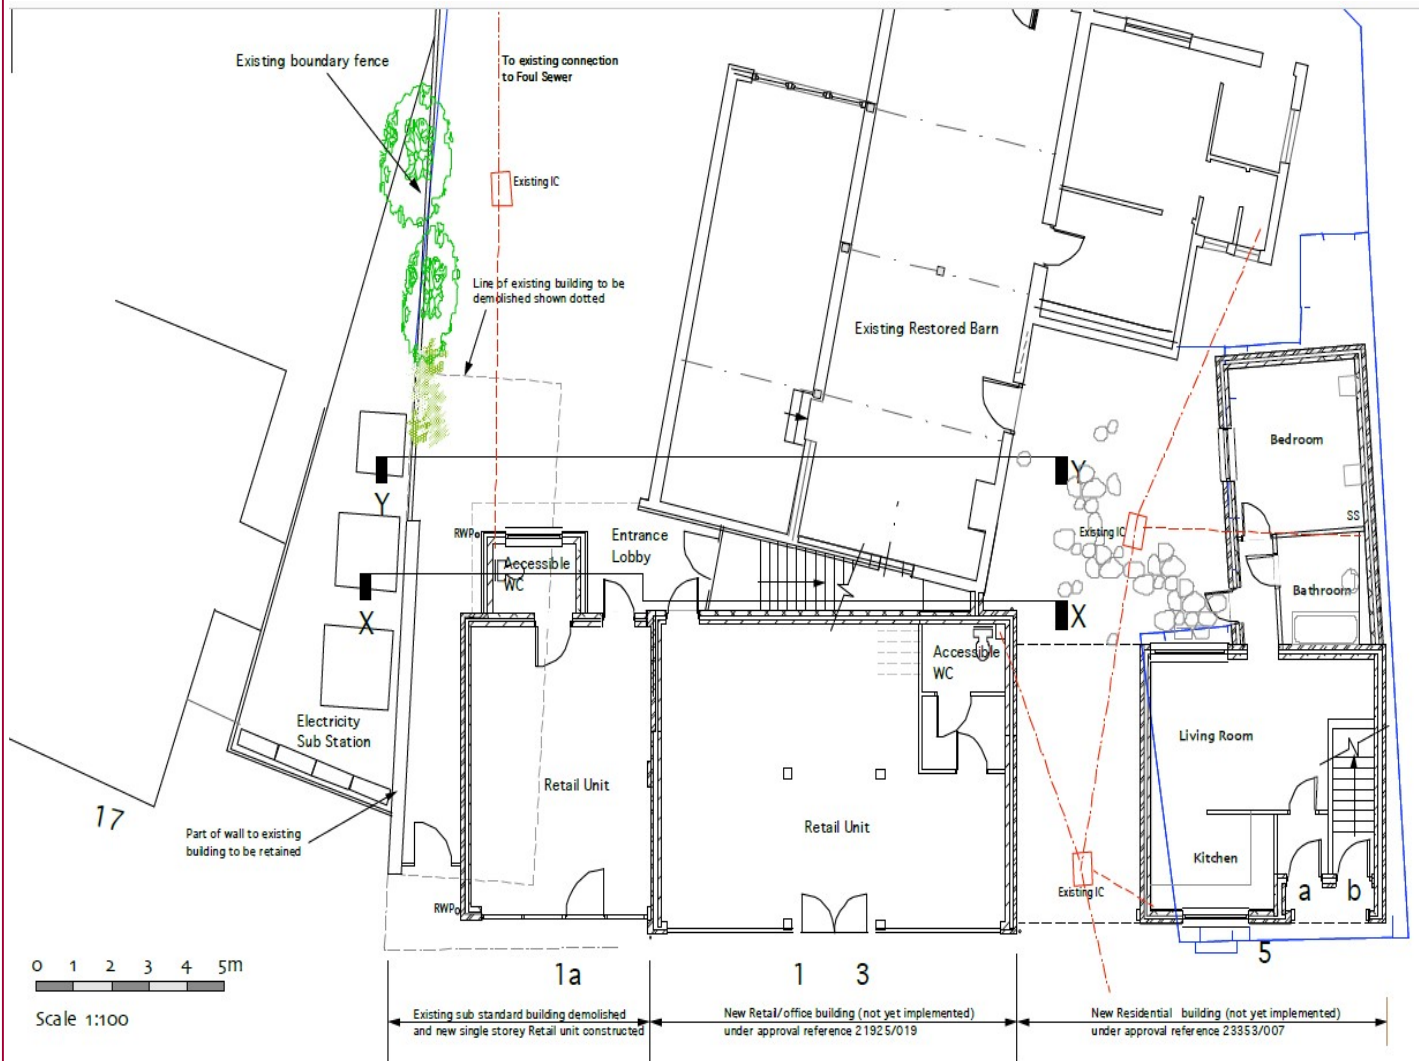 Existing boundary fence
To existing connection
to Foul Sewer
Existing IC
Line of existing building to be
demolished shown dotted
Existing Restored Barn
Bedroom
Y
Y
SS
Existing IC
RWP
Entrance
Lobby
Accessible
WC
Bathroom
X
X
Accessible
WC
Electricity
Sub Station
Living Room
N
Retail Unit
Retail Unit
17
Part of wall to existing
building to be retained
Kitchen
Existing IC
a
b
RWP
5
0 1 2 3 4 5m
Scale 1:100
1a
1 3
Existing sub standard building demolished
and new single storey Retail unit constructed
New Retail/office building (not yet implemented)
under approval reference 21925/019
New Residential building (not yet implemented)
under approval reference 23353/007